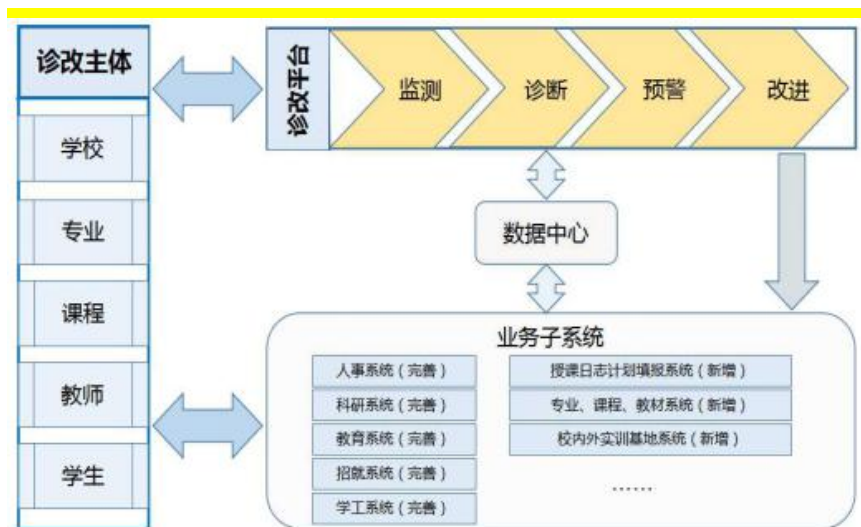 诊改主体
学校
专业
课程
教师
学生
诊改平台
监测
诊断
预警
改进
数据中心
业务子系统
人事系统（完善）
科研系统（完善）
教育系统（完善）
招就系统（完善）
学工系统（完善）
授课日志计划填报系统（新增）
专业、课程、教材系统（新增）
校内外实训基地系统（新增）
……